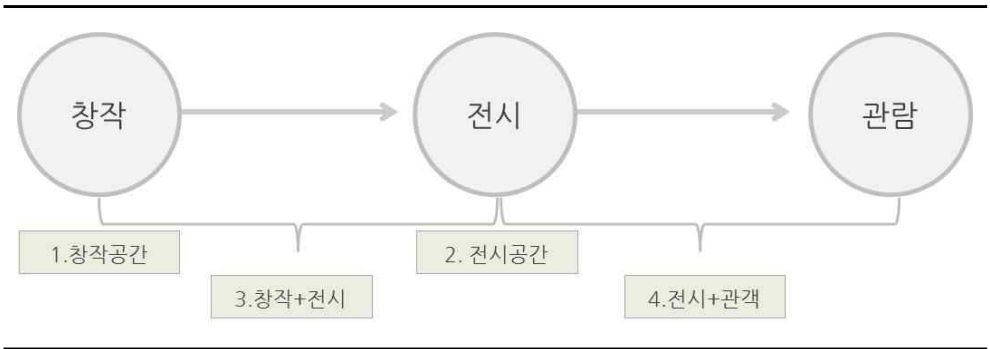 창작
전시
관람
1.창작공간
2. 전시공간
3.창작+전시
4.전시+관객